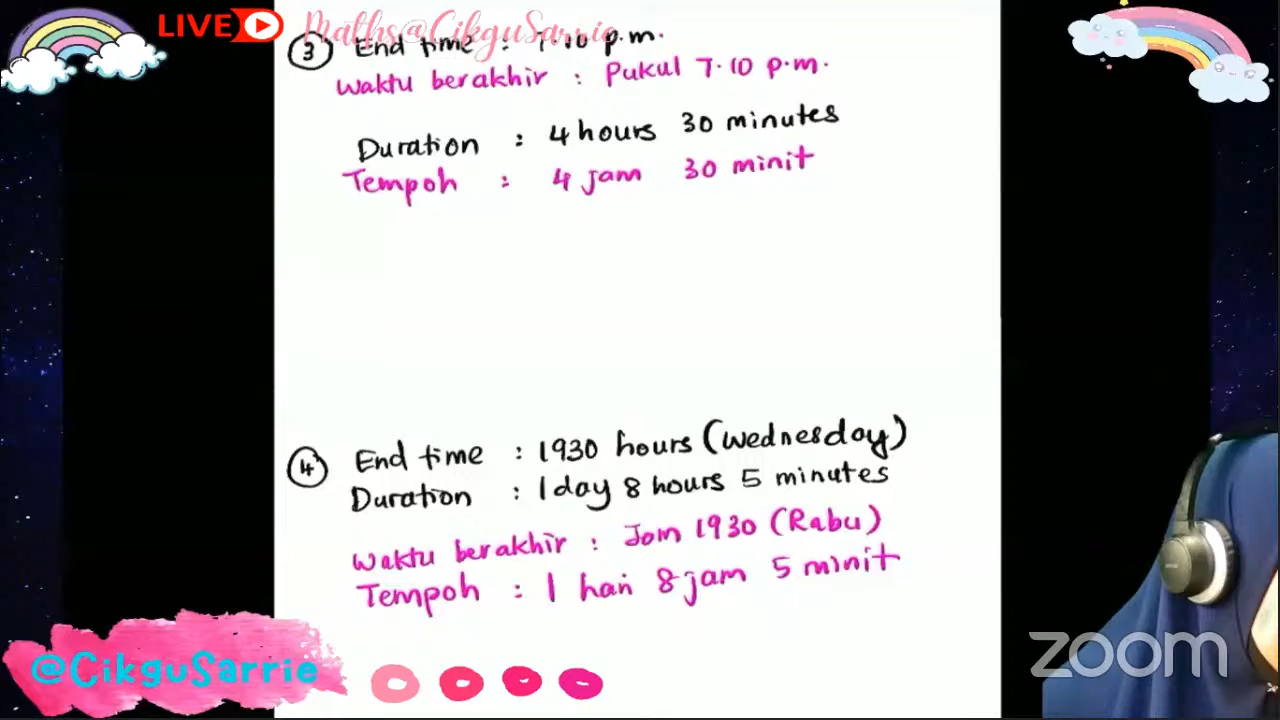 LIVE
Maths@CikguSarrie
3 End time : 7.10 p.m.
Waktu berakhir : Pukul 7.10 p.m.
Duration : 4 hours 30 minutes
Tempoh : 4 jam 30 minit
4 End time : 1930 hours (Wednesday)
Duration : 1 day 8 hours 5 minutes
Waktu berakhir : Jam 1930 (Rabu)
Tempoh : 1 hari 8 jam 5 minit
@CikguSarrie
zoom